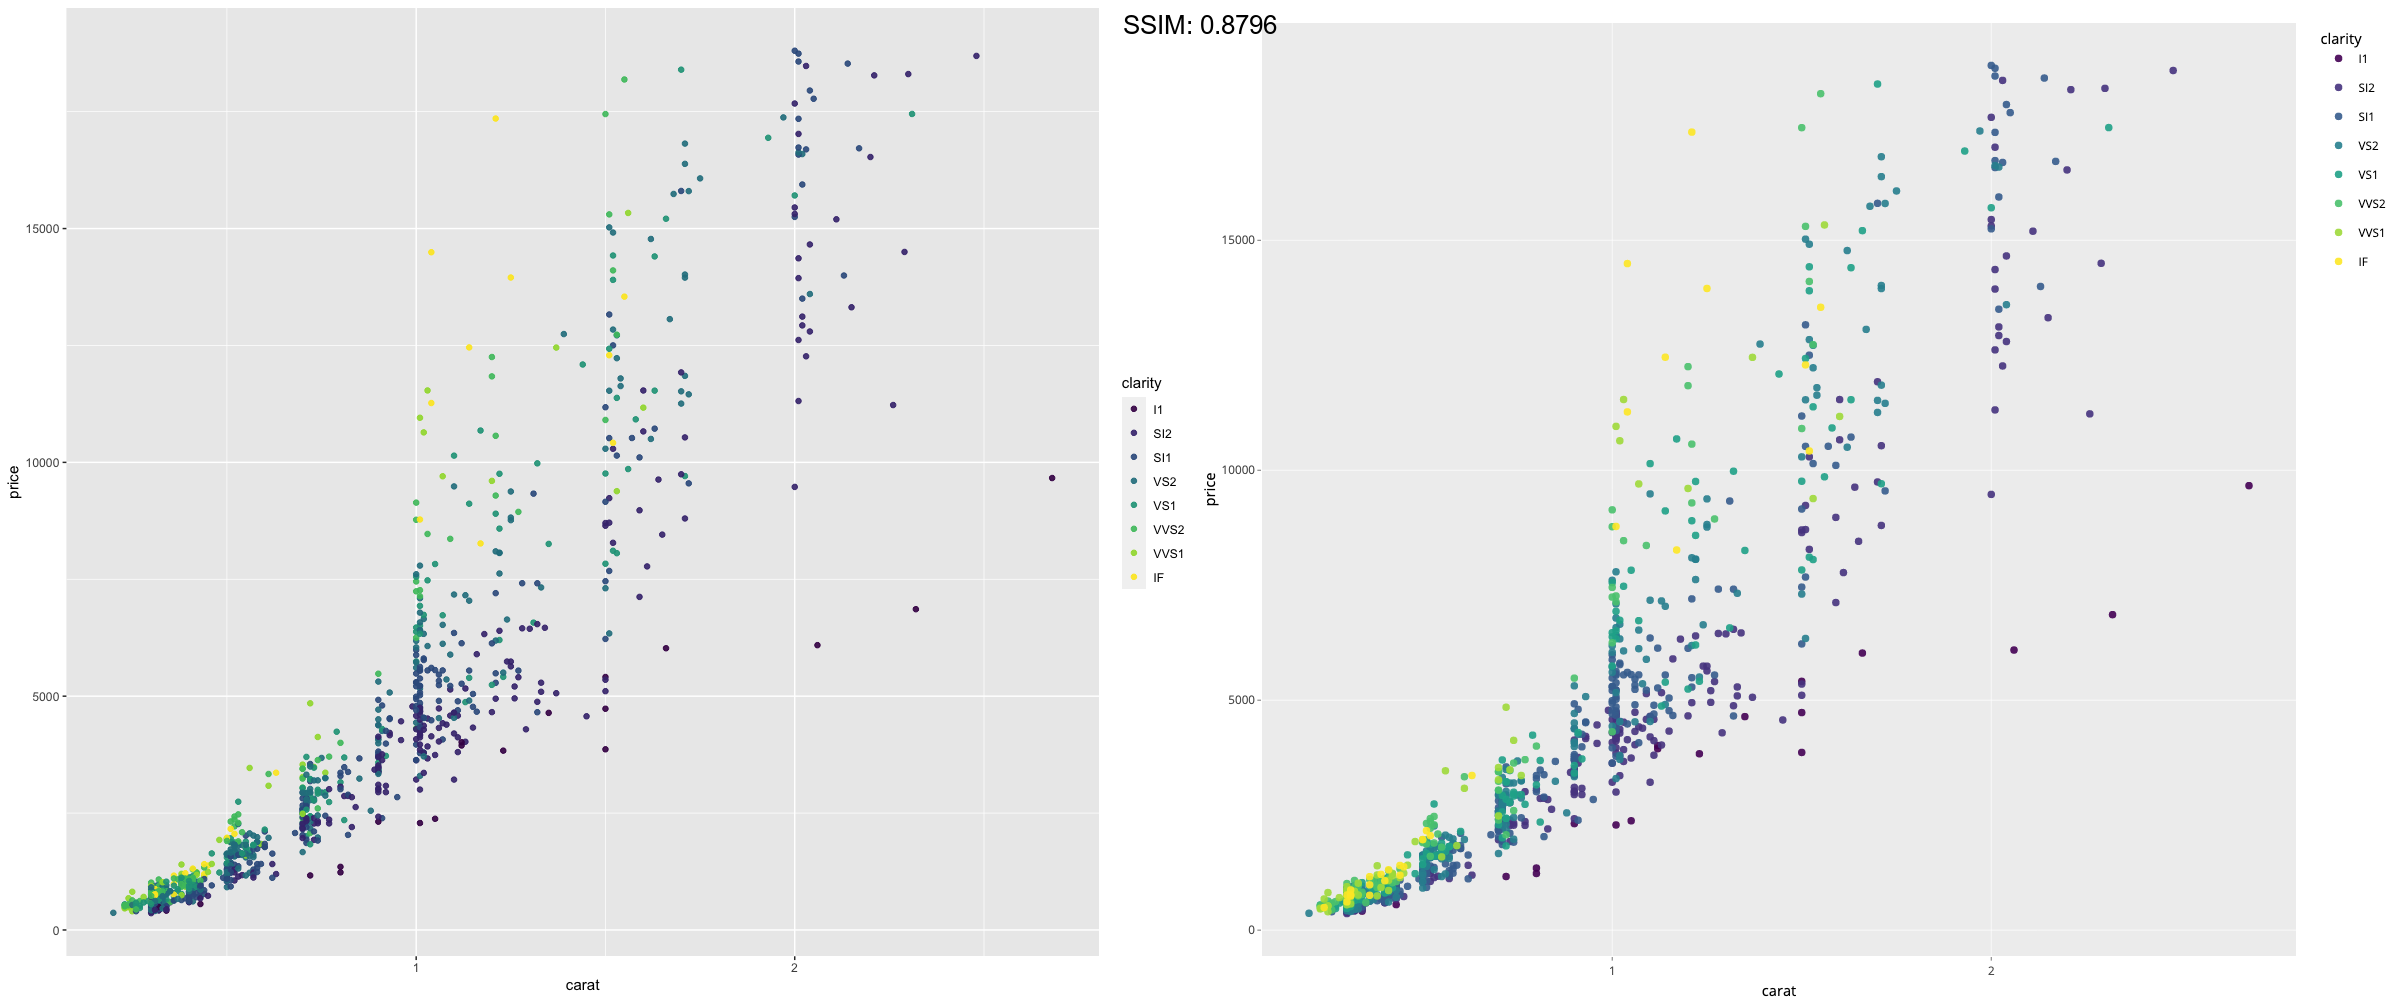 SSIM: 0.8796
15000
10000
5000
0
price
1
2
carat
clarity
I1
SI2
SI1
VS2
VS1
VVS2
VVS1
IF
15000
10000
5000
0
price
1
2
carat
clarity
I1
SI2
SI1
VS2
VS1
VVS2
VVS1
IF